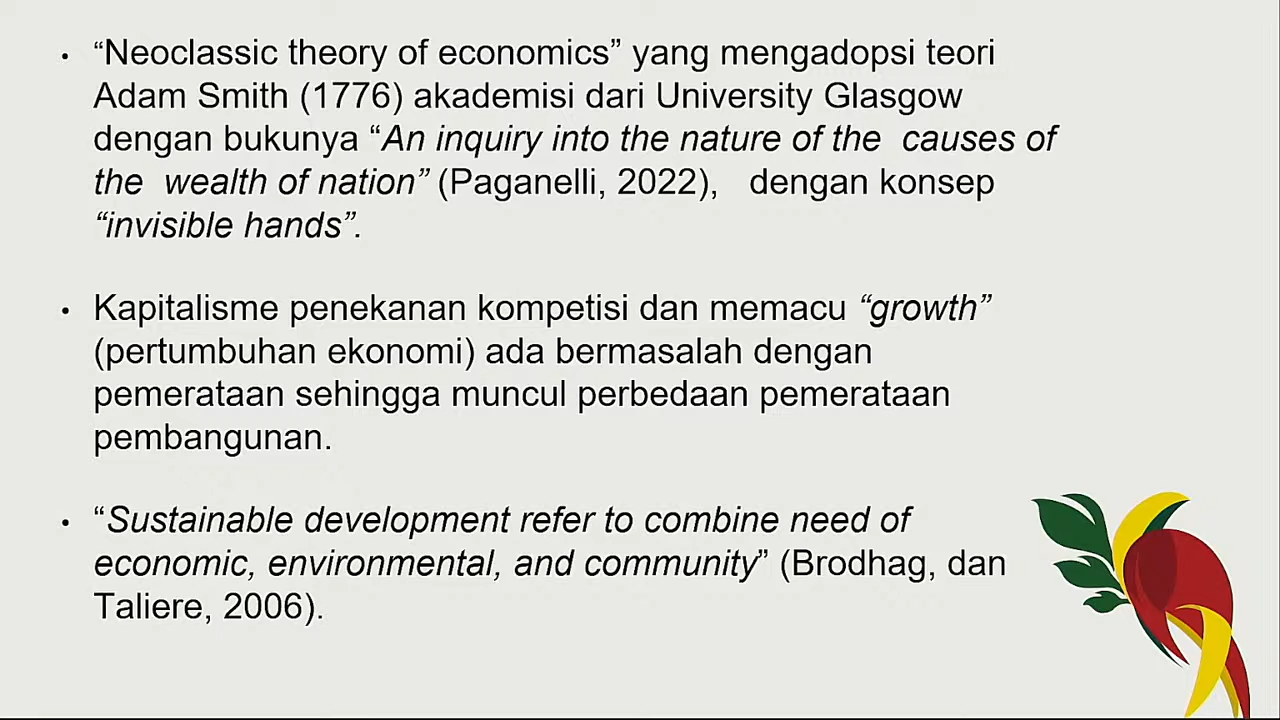 • “Neoclassic theory of economics” yang mengadopsi teori
Adam Smith (1776) akademisi dari University Glasgow
dengan bukunya “An inquiry into the nature of the causes of
the wealth of nation” (Paganelli, 2022), dengan konsep
“invisible hands”.
• Kapitalisme penekanan kompetisi dan memacu “growth”
(pertumbuhan ekonomi) ada bermasalah dengan
pemerataan sehingga muncul perbedaan pemerataan
pembangunan.
• “Sustainable development refer to combine need of
economic, environmental, and community” (Brodhag, dan
Taliere, 2006).